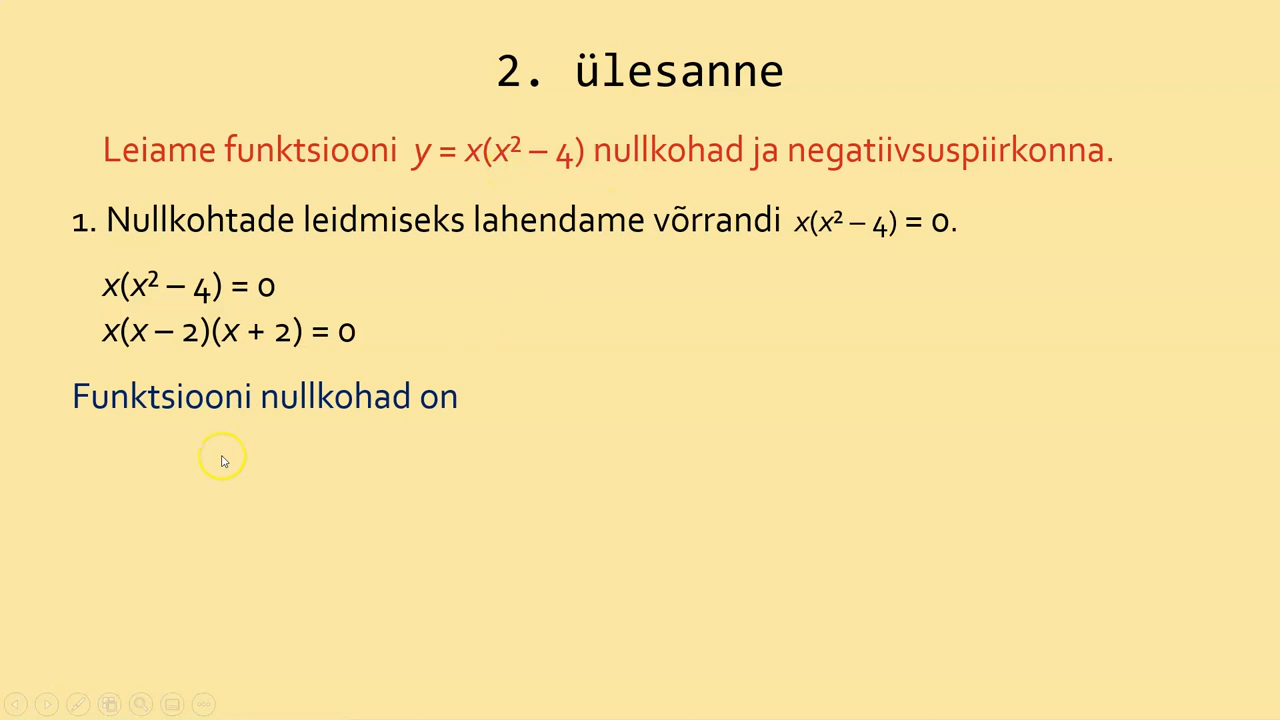 2. ülesanne
Leiame funktsiooni y = x(x² – 4) nullkohad ja negatiivsuspiirkonna.
1. Nullkohtade leidmiseks lahendame võrrandi x(x² – 4) = 0.
x(x² – 4) = 0
x(x – 2)(x + 2) = 0
Funktsiooni nullkohad on